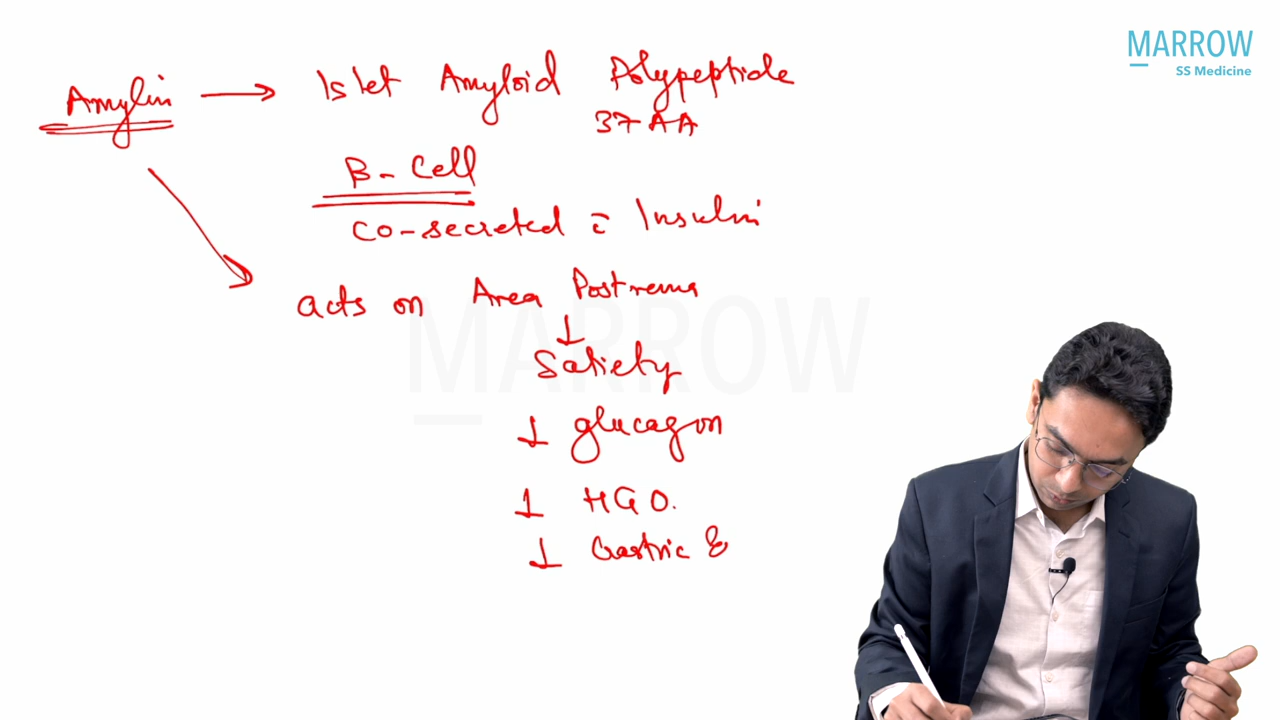 MARROW
SS Medicine
Amylin → Islet Amyloid Polypeptide
37 AA
B-Cell
co-secreted c̄ Insulin
acts on Area Postrema
↓
Satiety
↓ glucagon
↓ HGO.
↓ Gastric E
MARROW